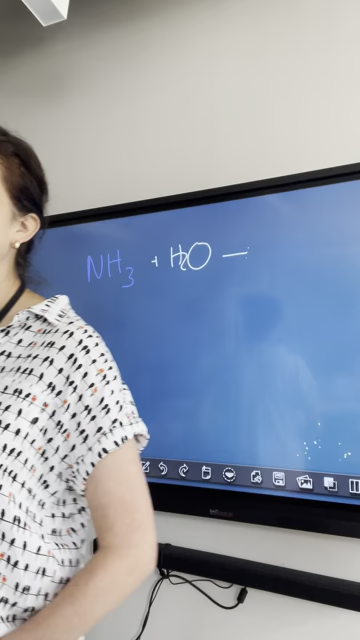 NH3 + H2O —